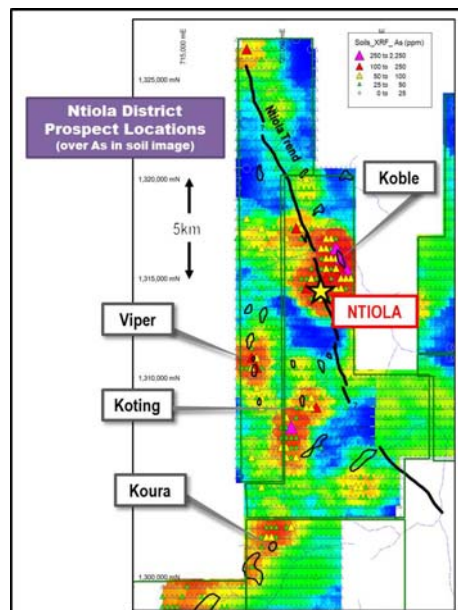 715,000 mE
Soils_XRF_ As (ppm)
250 to 2,250
100 to 250
50 to 100
25 to 50
0 to 25
1,325,000 mN
Ntiola District
Prospect Locations
(over As in soil image)
Ntiola Trend
1,320,000 mN
Koble
5km
1,315,000 mN
NTIOLA
Viper
1,310,000 mN
Koting
Koura
1,300,000 mN